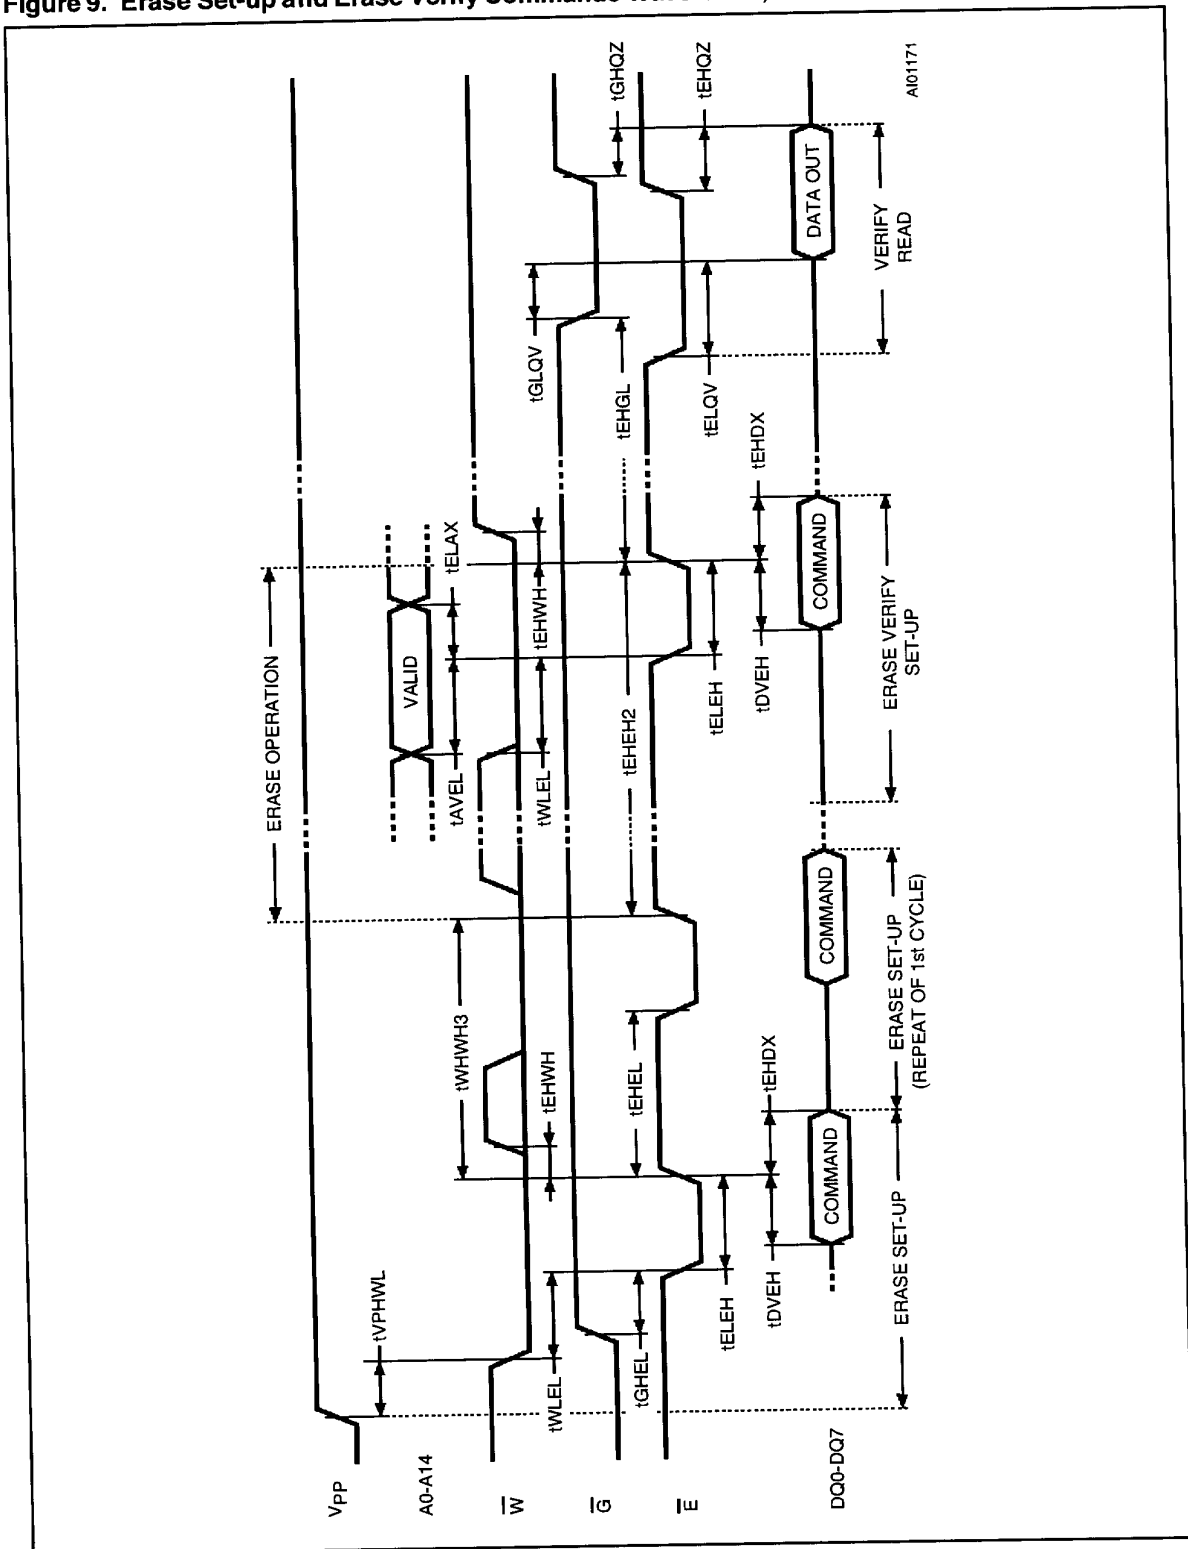 Figure 9. Erase Set-up and Erase Verify Commands
VPP
A0-A14
W
G
E
DQ0-DQ7
ERASE OPERATION
tVPHWL
VALID
tAVEL
tELAX
tWHWH3
tWLEL
tEHWH
tWLEL
tEHWH
tGLQV
tGHQZ
tGHEL
tEHEL
tEHEH2
tEHGL
tELQV
tEHQZ
tELEH
tELEH
tDVEH
tEHDX
tDVEH
tEHDX
COMMAND
COMMAND
COMMAND
DATA OUT
ERASE SET-UP
ERASE SET-UP
(REPEAT OF 1st CYCLE)
ERASE VERIFY
SET-UP
VERIFY
READ
AI01171